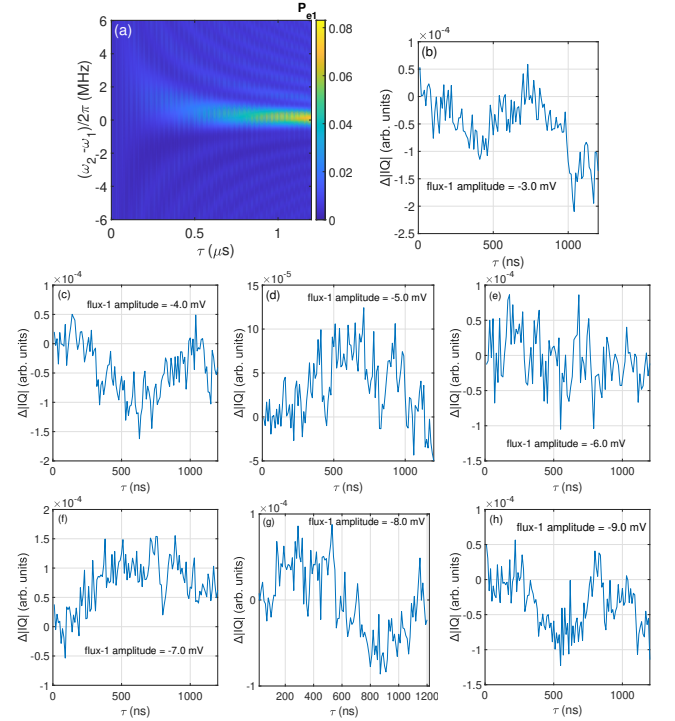 (a)
P_e1
6
4
2
0
-2
-4
-6
(ω_2,-ω_1)/2π (MHz)
0
0.5
1
τ (μs)
0.08
0.06
0.04
0.02
0
(b)
×10^-4
0.5
0
-0.5
-1
-1.5
-2
-2.5
Δ|IQ| (arb. units)
flux-1 amplitude = -3.0 mV
0
500
1000
τ (ns)
(c)
×10^-4
1
0.5
0
-0.5
-1
-1.5
-2
Δ|IQ| (arb. units)
flux-1 amplitude = -4.0 mV
0
500
1000
τ (ns)
(d)
×10^-5
15
10
5
0
-5
Δ|IQ| (arb. units)
flux-1 amplitude = -5.0 mV
0
500
1000
τ (ns)
(e)
×10^-4
1
0.5
0
-0.5
-1
-1.5
Δ|IQ| (arb. units)
flux-1 amplitude = -6.0 mV
0
500
1000
τ (ns)
(f)
×10^-4
2
1.5
1
0.5
0
-0.5
-1
Δ|IQ| (arb. units)
flux-1 amplitude = -7.0 mV
0
500
1000
τ (ns)
(g)
×10^-4
1
0
-1
Δ|IQ| (arb. units)
flux-1 amplitude = -8.0 mV
200
400
600
800
1000
1200
τ (ns)
(h)
×10^-4
1
0.5
0
-0.5
-1
-1.5
Δ|IQ| (arb. units)
flux-1 amplitude = -9.0 mV
0
500
1000
τ (ns)